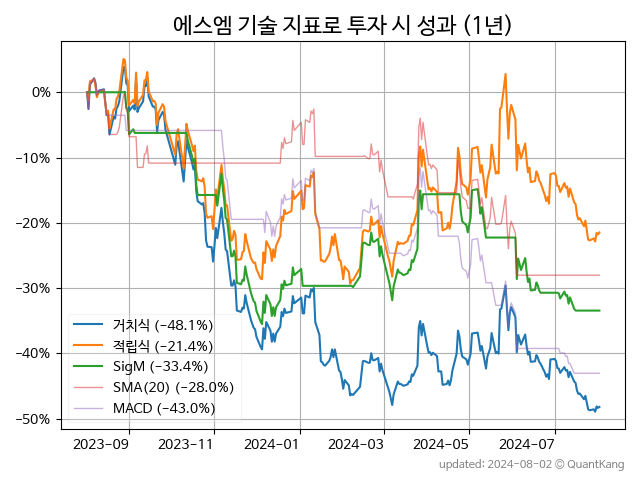 에스엠 기술 지표로 투자 시 성과 (1년)
0%
−10%
−20%
−30%
−40%
−50%
거치식 (−48.1%)
적립식 (−21.4%)
SigM (−33.4%)
SMA(20) (−28.0%)
MACD (−43.0%)
2023−09 2023−11 2024−01 2024−03 2024−05 2024−07
updated: 2024−08−02 © QuantKang